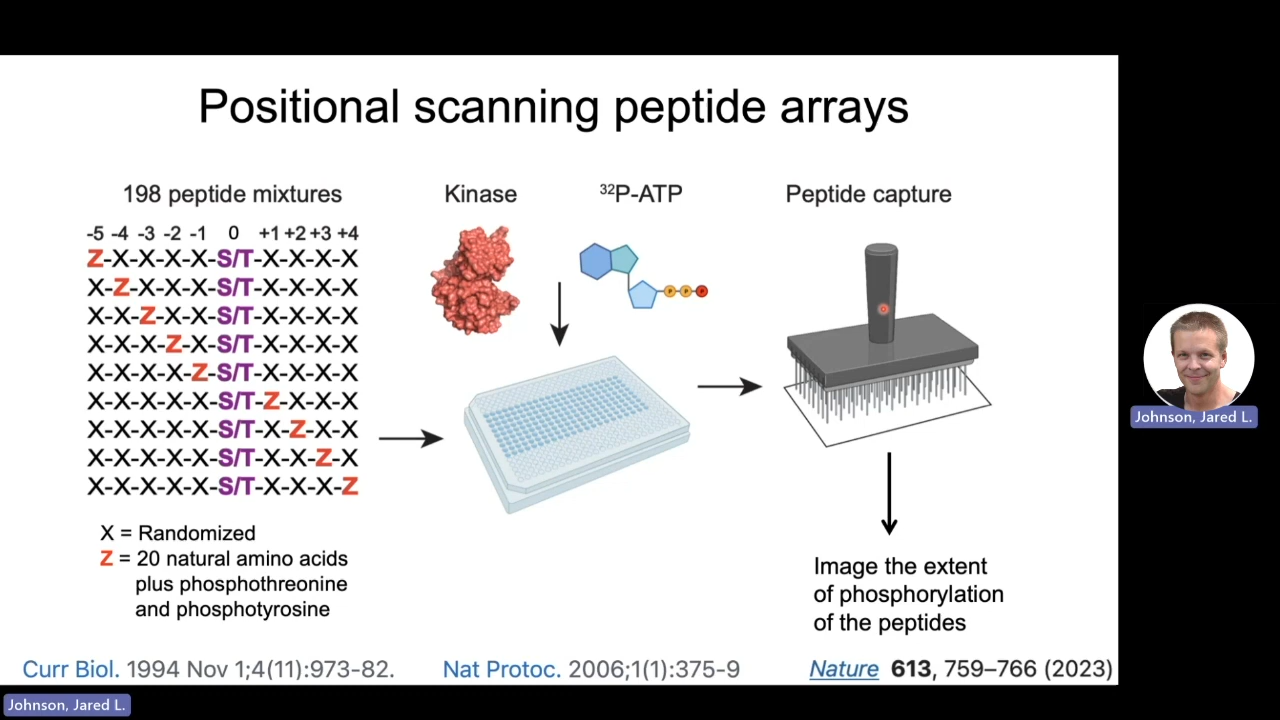 Positional scanning peptide arrays
198 peptide mixtures
-5 -4 -3 -2 -1 0 +1 +2 +3 +4
Z-X-X-X-X-S/T-X-X-X-X
X-Z-X-X-X-S/T-X-X-X-X
X-X-Z-X-X-S/T-X-X-X-X
X-X-X-Z-X-S/T-X-X-X-X
X-X-X-X-Z-S/T-X-X-X-X
X-X-X-X-X-S/T-Z-X-X-X
X-X-X-X-X-S/T-X-Z-X-X
X-X-X-X-X-S/T-X-X-Z-X
X-X-X-X-X-S/T-X-X-X-Z
X = Randomized
Z = 20 natural amino acids
plus phosphothreonine
and phosphotyrosine
Kinase
32P-ATP
P P P
Peptide capture
Image the extent
of phosphorylation
of the peptides
Curr Biol. 1994 Nov 1;4(11):973-82.
Nat Protoc. 2006;1(1):375-9
Nature 613, 759–766 (2023)
Johnson, Jared L.
Johnson, Jared L.